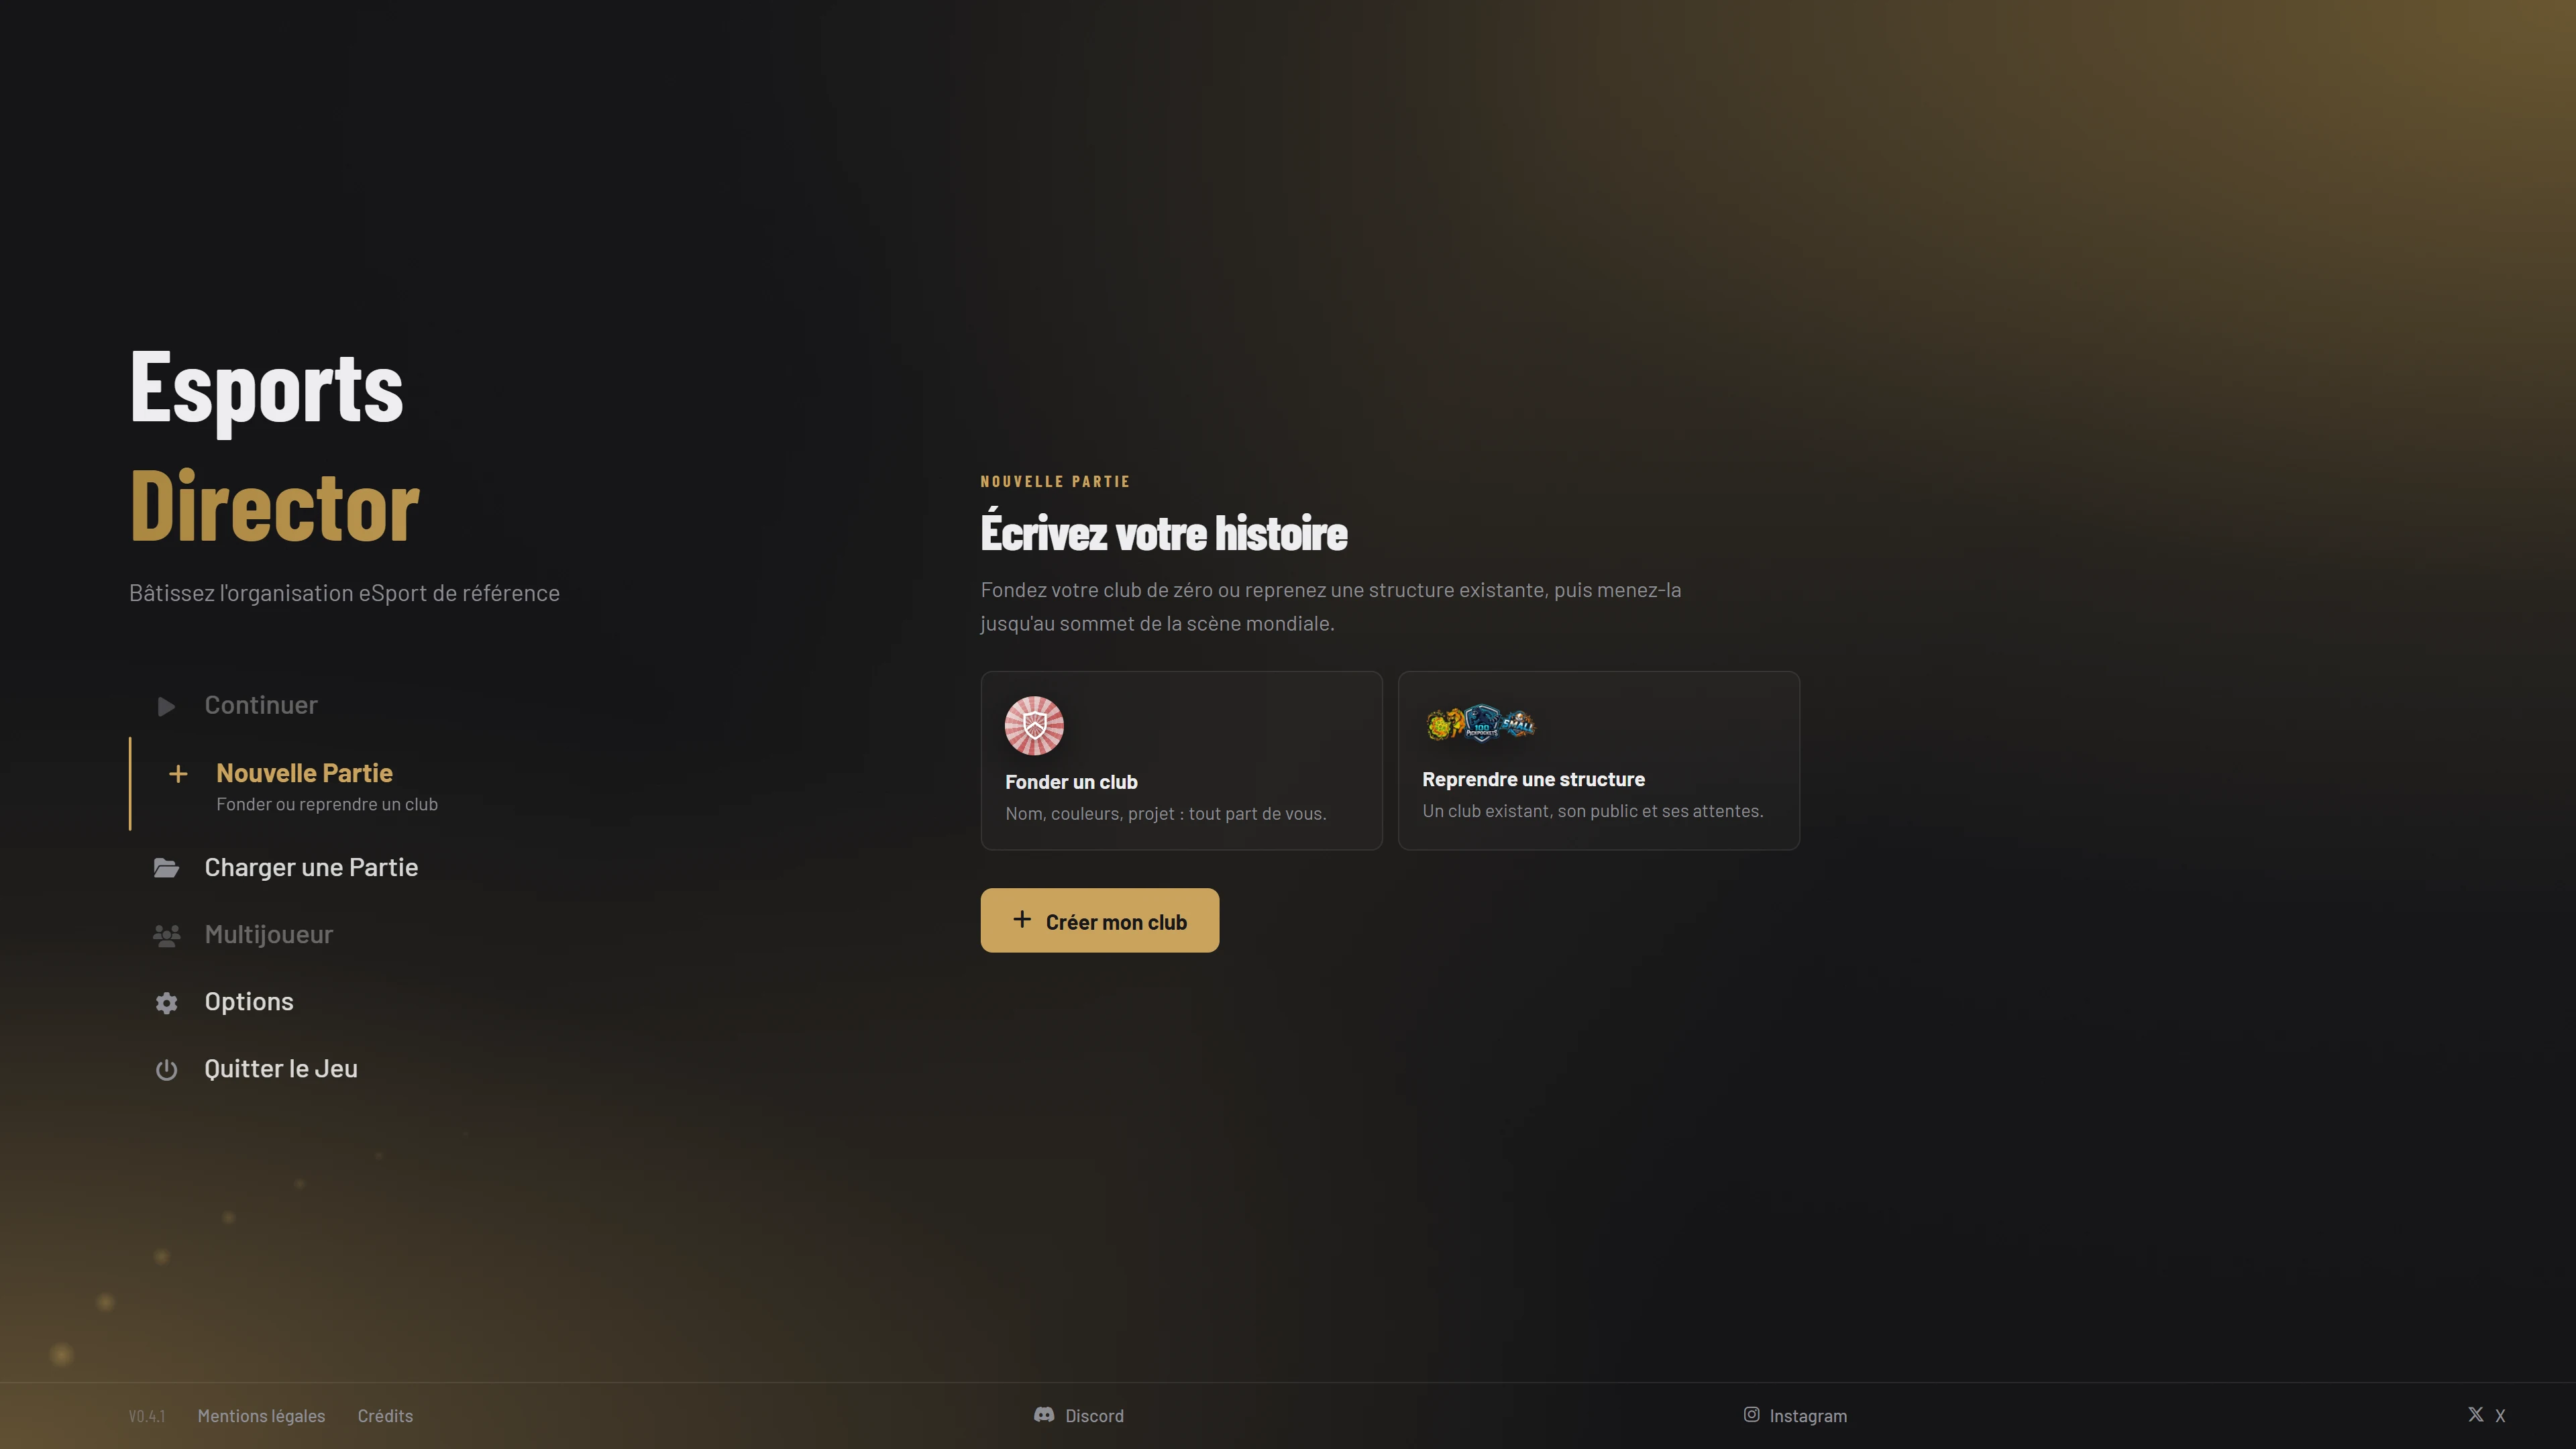 Esports
Director
Bâtissez l'organisation eSport de référence
Continuer
Nouvelle Partie
Fonder ou reprendre un club
Charger une Partie
Multijoueur
Options
Quitter le Jeu
NOUVELLE PARTIE
Écrivez votre histoire
Fondez votre club de zéro ou reprenez une structure existante, puis menez-la
jusqu'au sommet de la scène mondiale.
Fonder un club
Nom, couleurs, projet : tout part de vous.
100
PICKPOCKETS
SMALL
Reprendre une structure
Un club existant, son public et ses attentes.
Créer mon club
V0.4.1
Mentions légales
Crédits
Discord
Instagram
X